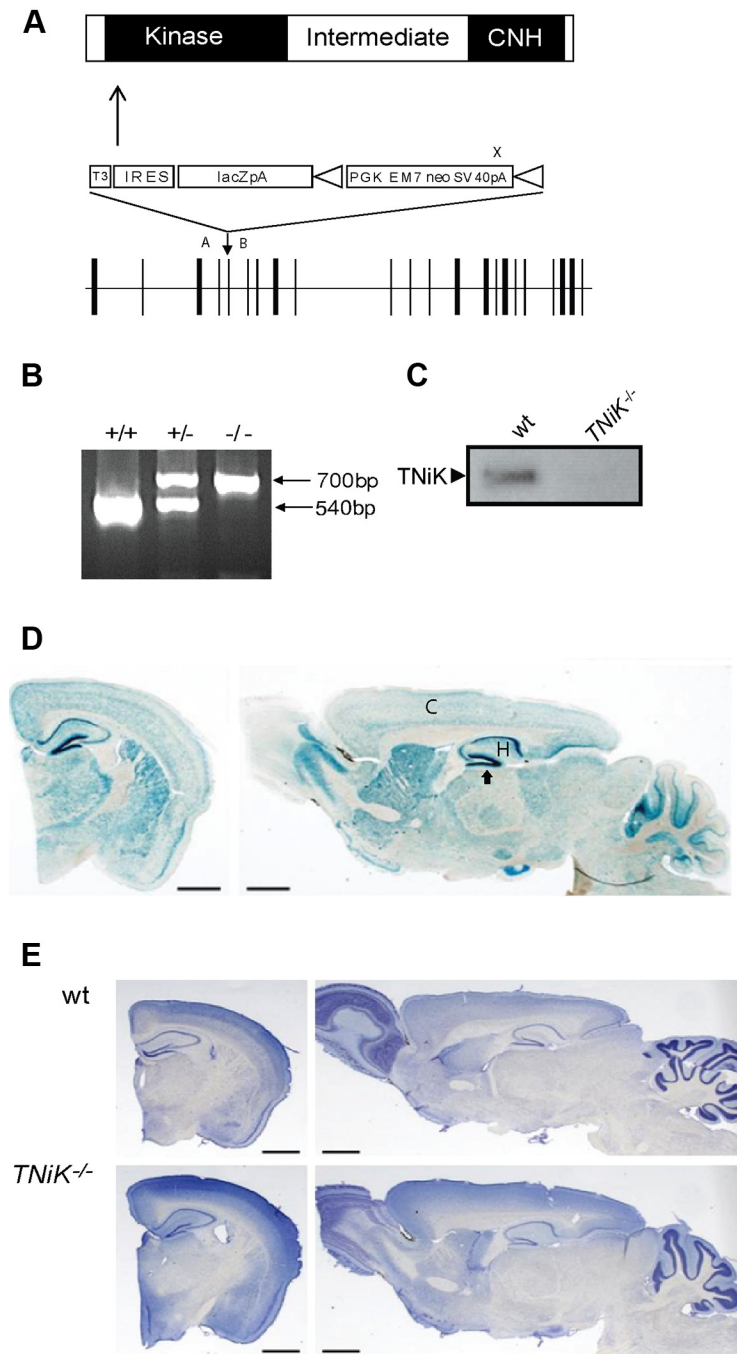 A
Kinase Intermediate CNH
X
T3 IRES lacZpA PGK EM7 neo SV40pA
A B
B
+/+ +/- -/-
700bp
540bp
C
wt TNiK-/-
TNiK
D
C
H
E
wt
TNiK-/-